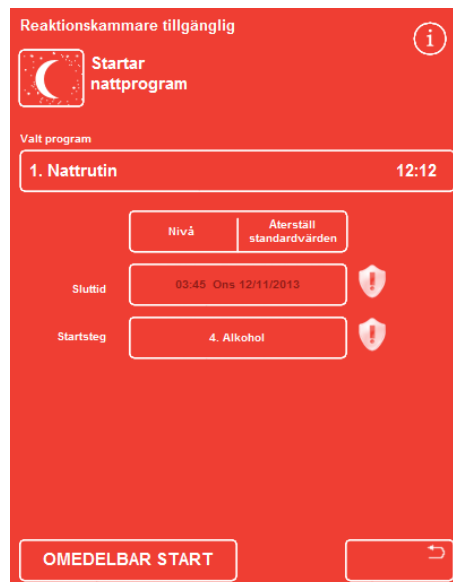 Reaktionskammare tillgänglig
i
Startar
nattprogram
Valt program
1. Nattrutin 12:12
Nivå
Återställ
standardvärden
Sluttid
03:45 Ons 12/11/2013
!
Startsteg
4. Alkohol
!
OMEDELBAR START